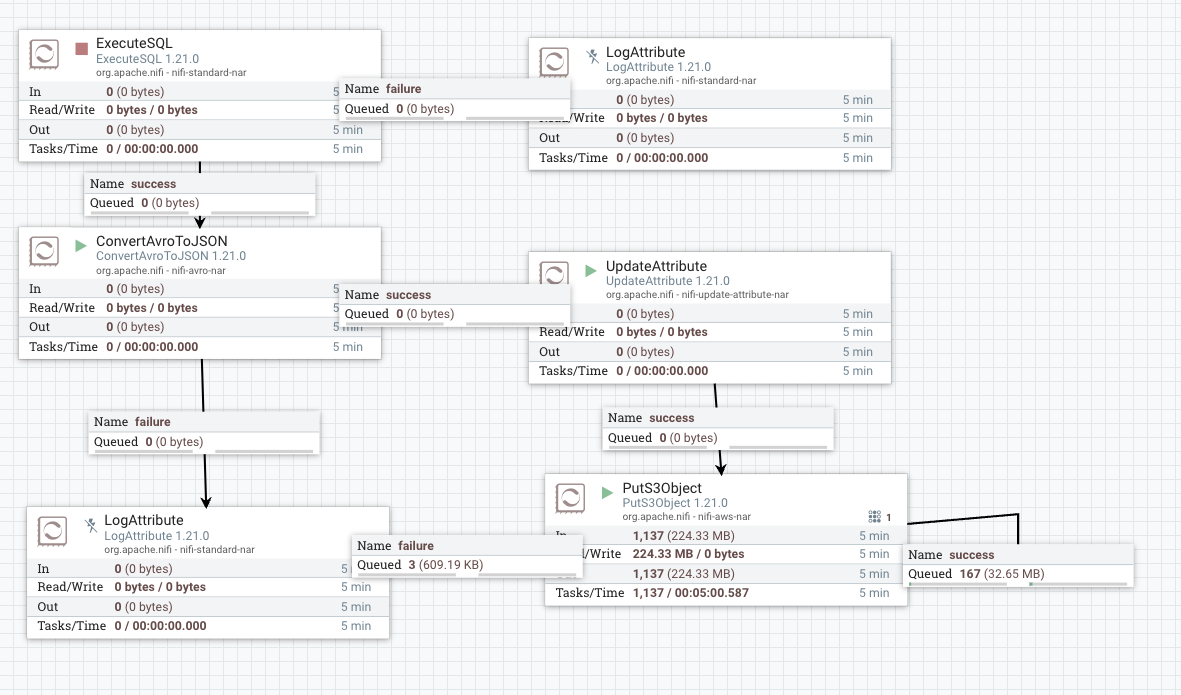 ExecuteSQL
ExecuteSQL 1.21.0
org.apache.nifi - nifi-standard-nar
In 0 (0 bytes) 5
Read/Write 0 bytes / 0 bytes 5
Out 0 (0 bytes) 5 min
Tasks/Time 0 / 00:00:00.000 5 min
Name failure
Queued 0 (0 bytes)
LogAttribute
LogAttribute 1.21.0
org.apache.nifi - nifi-standard-nar
0 (0 bytes) 5 min
Read/Write 0 bytes / 0 bytes 5 min
Out 0 (0 bytes) 5 min
Tasks/Time 0 / 00:00:00.000 5 min
Name success
Queued 0 (0 bytes)
ConvertAvroToJSON
ConvertAvroToJSON 1.21.0
org.apache.nifi - nifi-avro-nar
In 0 (0 bytes) 5
Read/Write 0 bytes / 0 bytes 5
Out 0 (0 bytes) 5 min
Tasks/Time 0 / 00:00:00.000 5 min
Name success
Queued 0 (0 bytes)
UpdateAttribute
UpdateAttribute 1.21.0
org.apache.nifi - nifi-update-attribute-nar
0 (0 bytes) 5 min
Read/Write 0 bytes / 0 bytes 5 min
Out 0 (0 bytes) 5 min
Tasks/Time 0 / 00:00:00.000 5 min
Name failure
Queued 0 (0 bytes)
Name success
Queued 0 (0 bytes)
LogAttribute
LogAttribute 1.21.0
org.apache.nifi - nifi-standard-nar
In 0 (0 bytes) 5 min
Read/Write 0 bytes / 0 bytes 5 min
Out 0 (0 bytes) 5 min
Tasks/Time 0 / 00:00:00.000 5 min
Name failure
Queued 3 (609.19 KB)
PutS3Object
PutS3Object 1.21.0
org.apache.nifi - nifi-aws-nar
1
In 1,137 (224.33 MB) 5 min
d/Write 224.33 MB / 0 bytes 5 min
1,137 (224.33 MB) 5 min
Tasks/Time 1,137 / 00:05:00.587 5 min
Name success
Queued 167 (32.65 MB)